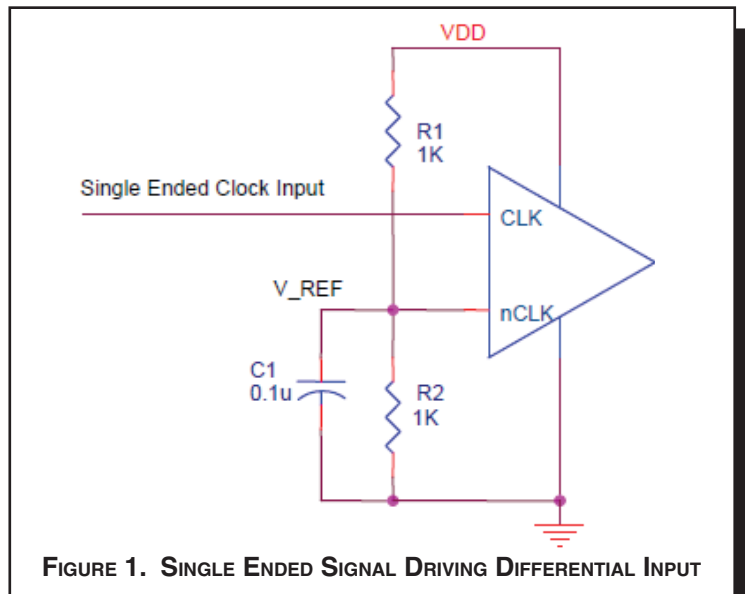 VDD
R1
1K
Single Ended Clock Input
CLK
V_REF
nCLK
C1
0.1u
R2
1K
FIGURE 1. SINGLE ENDED SIGNAL DRIVING DIFFERENTIAL INPUT